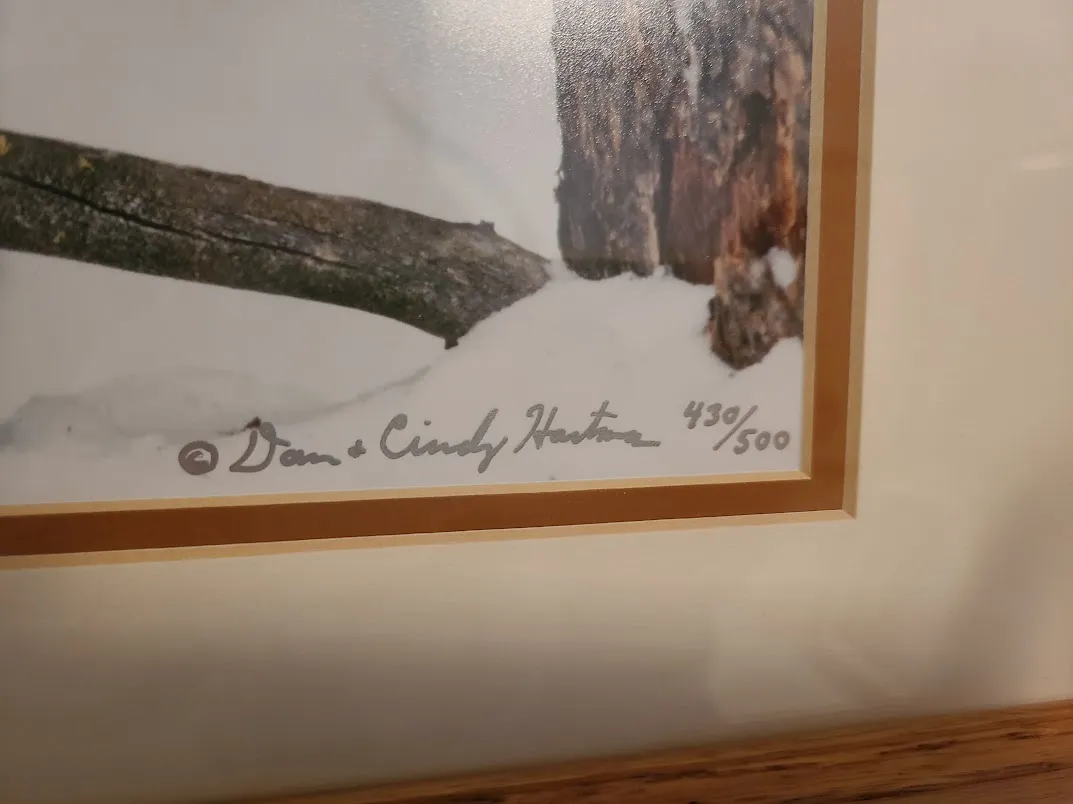 © Dan + Cindy Hartman 430/500